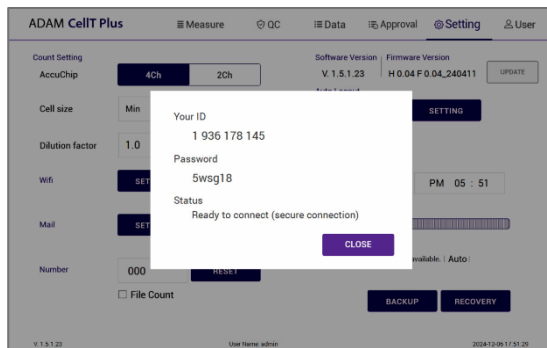 ADAM CellT Plus
Measure QC Data Approval Setting User
Count Setting
Software Version Firmware Version
AccuChip 4Ch 2Ch
V. 1.5.1.23 H 0.04 F 0.04_240411 UPDATE
Cell size Min
SETTING
Your ID
1 936 178 145
Dilution factor 1.0
Password
5wsg18
Wifi SET
PM 05 : 51
Status
Ready to connect (secure connection)
Mail SET
CLOSE
Auto
Number 000 RESET
File Count
BACKUP RECOVERY
V. 1.5.1.23 User Name: admin 2024-12-06 17:51:29